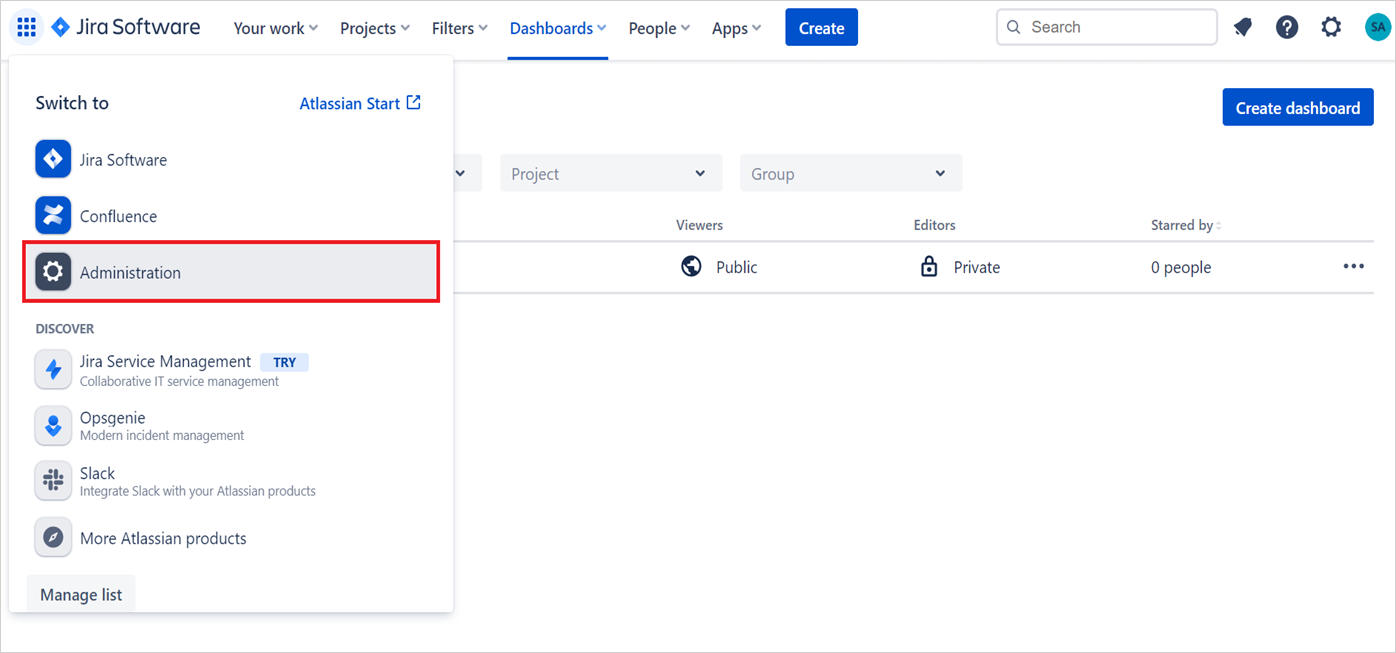 Jira Software Your work Projects Filters Dashboards People Apps Create Search SA
Switch to Atlassian Start
Create dashboard
Jira Software
Project Group
Confluence
Viewers Editors Starred by
Administration
Public Private 0 people
DISCOVER
Jira Service Management TRY
Collaborative IT service management
Opsgenie
Modern incident management
Slack
Integrate Slack with your Atlassian products
More Atlassian products
Manage list